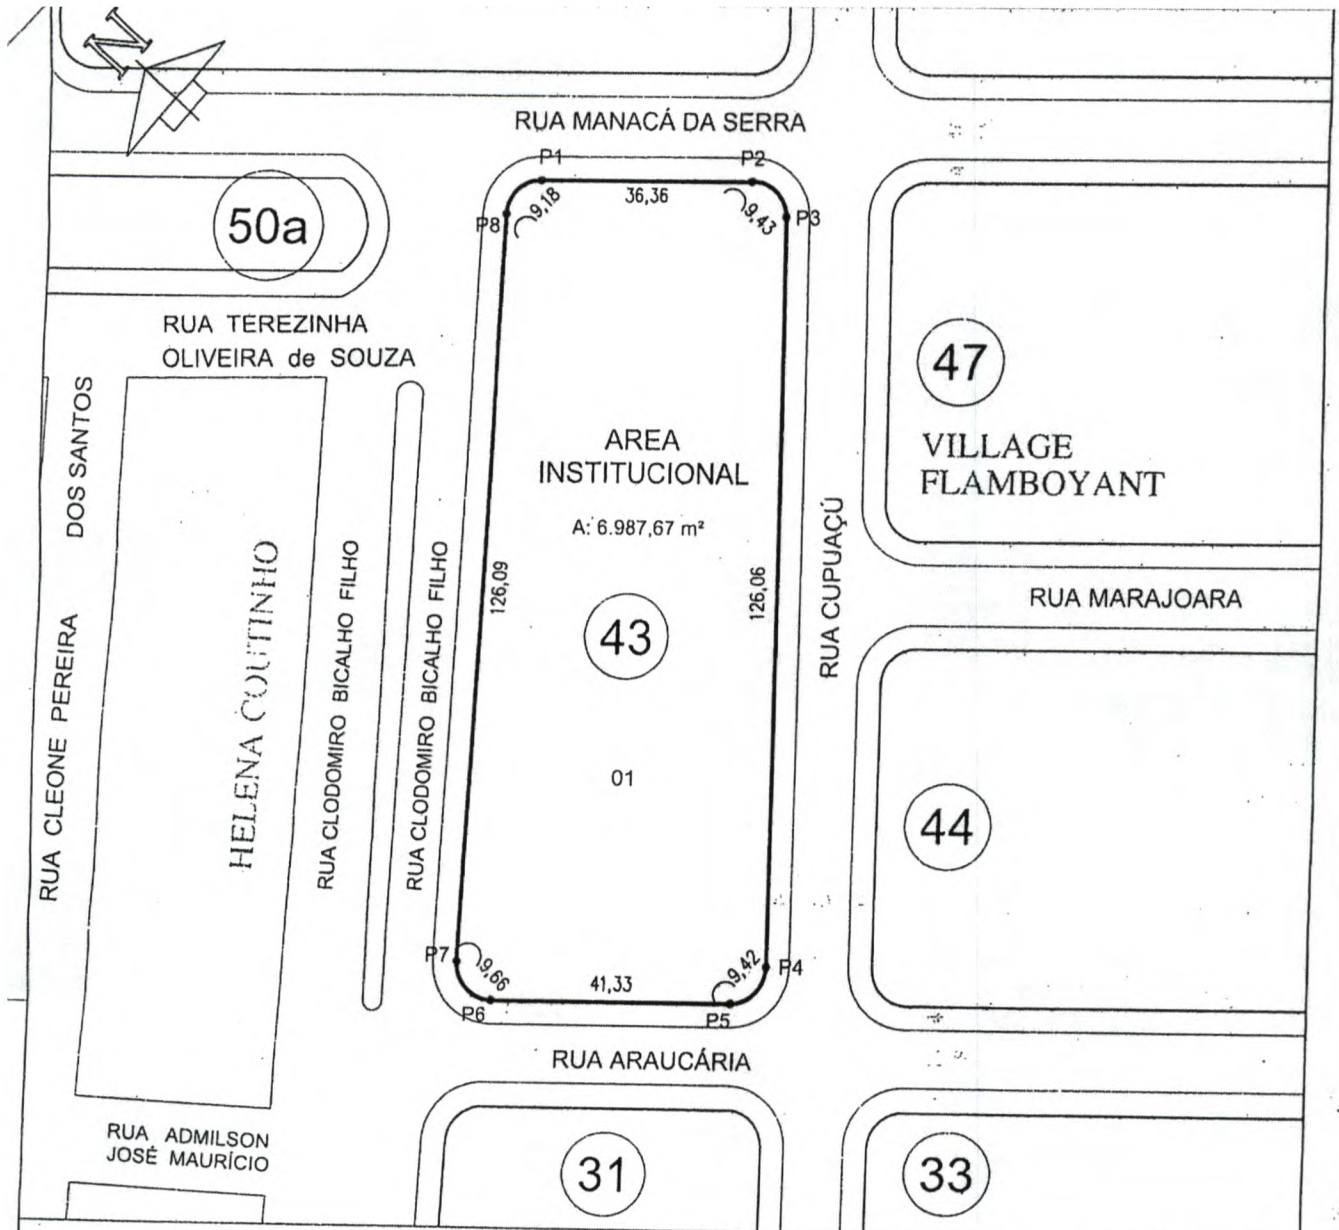 N
RUA MANACÁ DA SERRA
P1
P2
36,36
9,18
9,43
P8
P3
50a
RUA TEREZINHA
OLIVEIRA de SOUZA
47
VILLAGE
FLAMBOYANT
AREA
INSTITUCIONAL
A: 6.987,67 m²
RUA CLEONE PEREIRA DOS SANTOS
HELENA COUTINHO
RUA CLODOMIRO BICALHO FILHO
RUA CLODOMIRO BICALHO FILHO
126,09
126,06
RUA CUPUAÇÚ
RUA MARAJOARA
43
01
44
P7
9,66
9,42
P4
41,33
P6
P5
RUA ARAUCÁRIA
RUA ADMILSON
JOSÉ MAURÍCIO
31
33